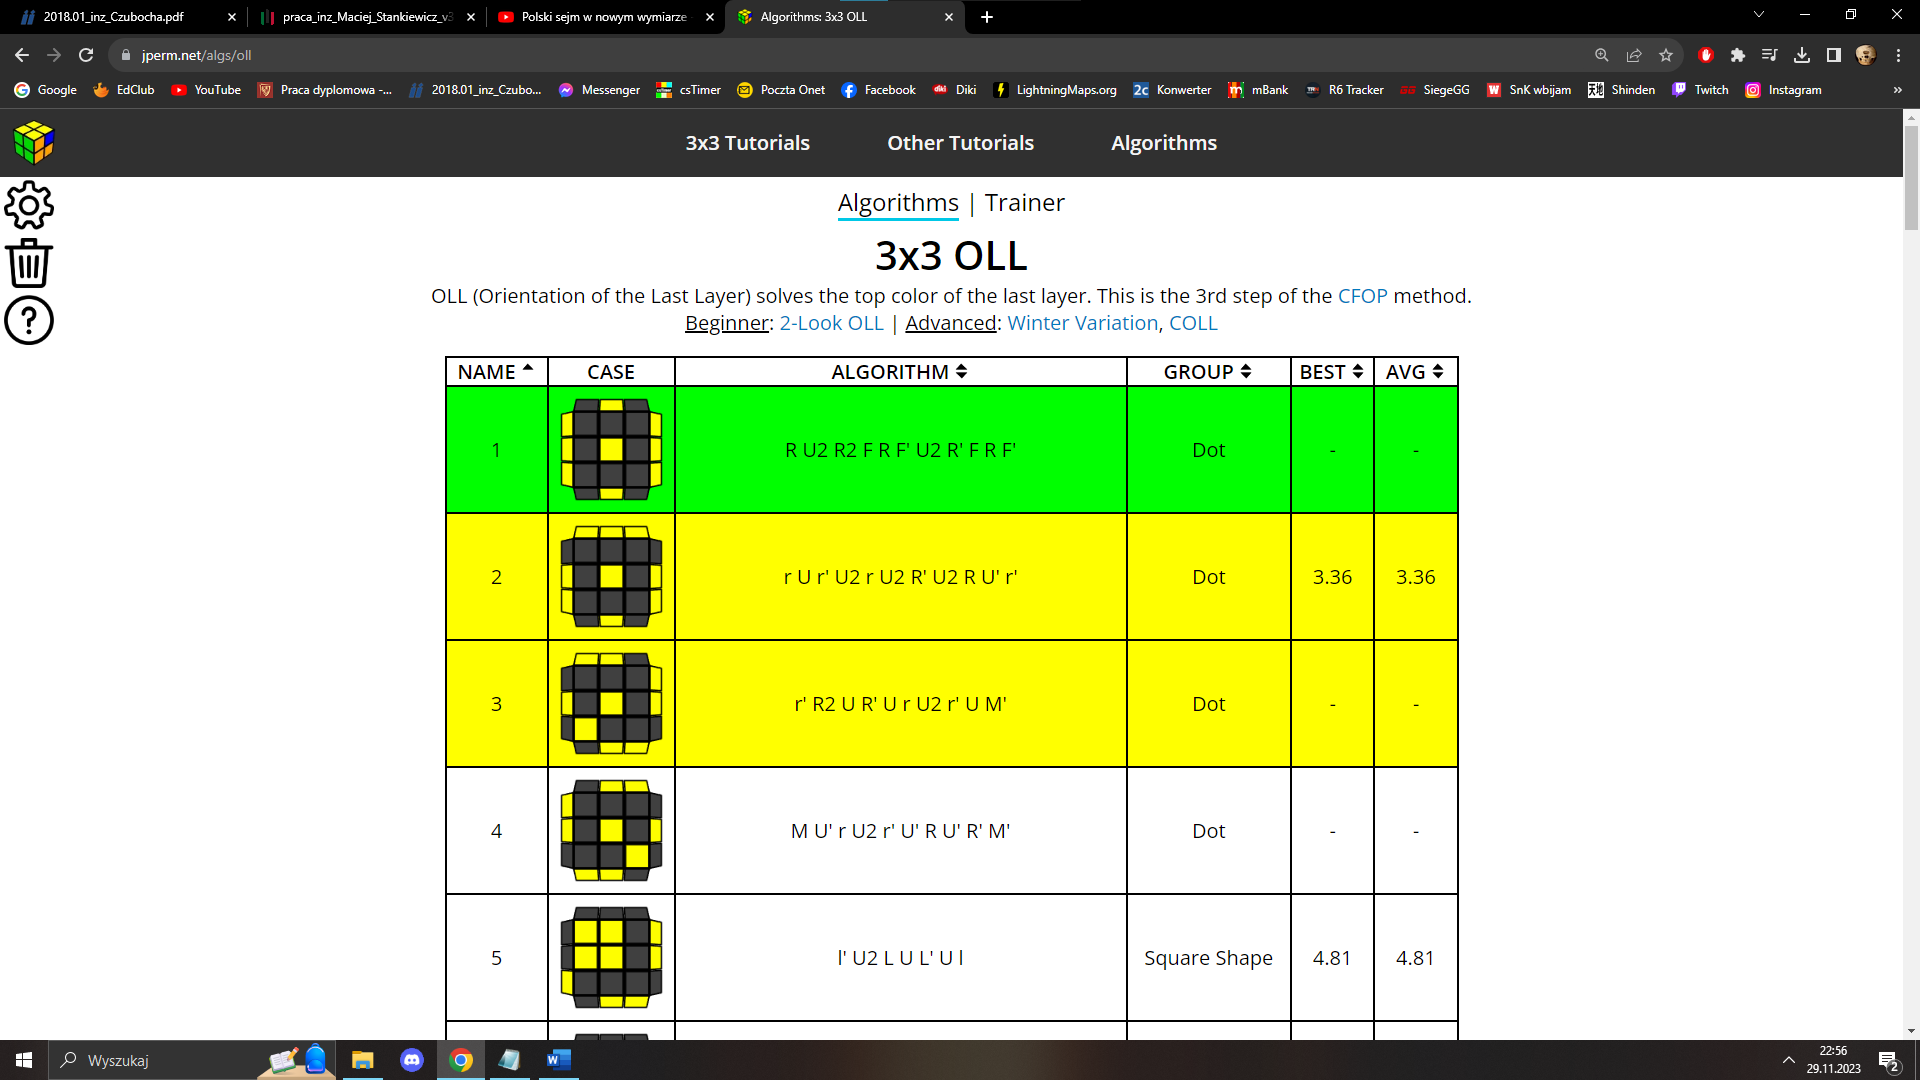 2018.01_inz_Czubocha.pdf
praca_inz_Maciej_Stankiewicz_v3
Polski sejm w nowym wymiarze
Algorithms: 3x3 OLL
jperm.net/algs/oll
Google EdClub YouTube Praca dyplomowa -... 2018.01_inz_Czubo... Messenger csTimer Poczta Onet Facebook diki Diki LightningMaps.org 2c Konwerter mBank R6 Tracker SiegeGG W SnK wbijam Shinden Twitch Instagram »
3x3 Tutorials Other Tutorials Algorithms
Algorithms | Trainer
3x3 OLL
OLL (Orientation of the Last Layer) solves the top color of the last layer. This is the 3rd step of the CFOP method.
Beginner: 2-Look OLL | Advanced: Winter Variation, COLL
NAME CASE ALGORITHM GROUP BEST AVG
1 R U2 R2 F R F' U2 R' F R F' Dot - -
2 r U r' U2 r U2 R' U2 R U' r' Dot 3.36 3.36
3 r' R2 U R' U r U2 r' U M' Dot - -
4 M U' r U2 r' U' R U' R' M' Dot - -
5 l' U2 L U L' U l Square Shape 4.81 4.81
Wyszukaj
22:56
29.11.2023
2